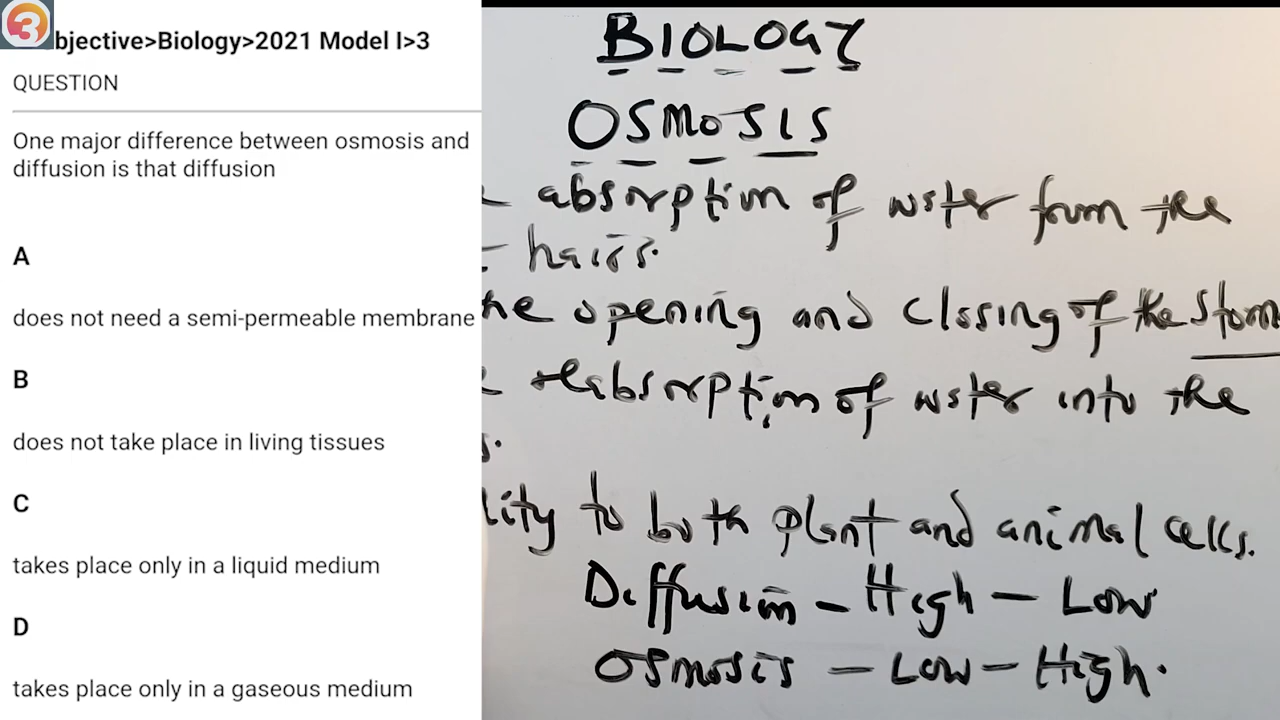 3
bjective>Biology>2021 Model I>3
QUESTION
One major difference between osmosis and
diffusion is that diffusion
A
does not need a semi-permeable membrane
B
does not take place in living tissues
C
takes place only in a liquid medium
D
takes place only in a gaseous medium
BIOLOGY
OSMOSIS
absorption of water from the
hairs.
he opening and closing of the Stom
reabsorption of water into the
s.
lity to both plant and animal cells.
Diffusion - High - Low
Osmosis - Low - High.